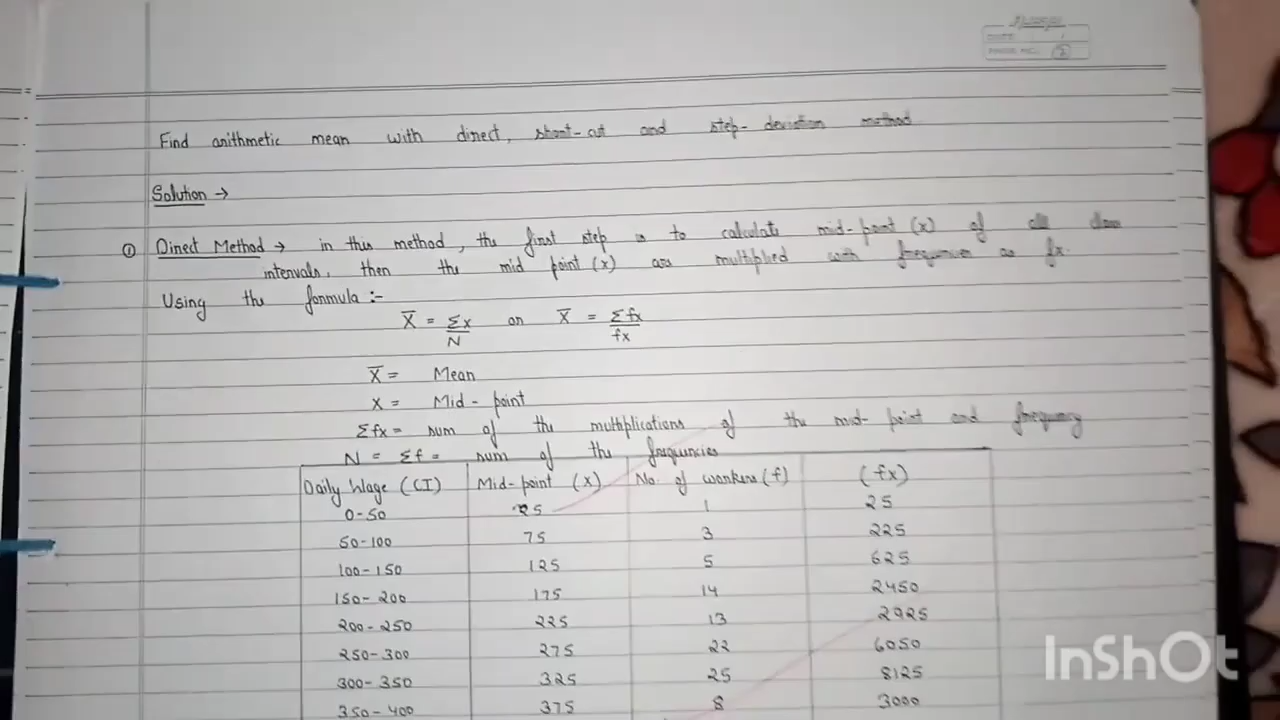 DATE
PAGE NO. 2
Find arithmetic mean with direct, short-cut and step-deviation method
Solution →
① Direct Method → in this method, the first step is to calculate mid-point (x) of all class
intervals, then the mid point (x) are multiplied with frequencies as fx.
Using the formula :-
X̄ = Σx/N or X̄ = Σfx/fx
X̄ = Mean
x = Mid-point
Σfx = sum of the multiplications of the mid-point and frequency
N = Σf = sum of the frequencies
Daily Wage (CI) Mid-point (x) No. of workers (f) (fx)
0-50 25 1 25
50-100 75 3 225
100-150 125 5 625
150-200 175 14 2450
200-250 225 13 2925
250-300 275 22 6050
300-350 325 25 8125
350-400 375 8 3000
InShOt